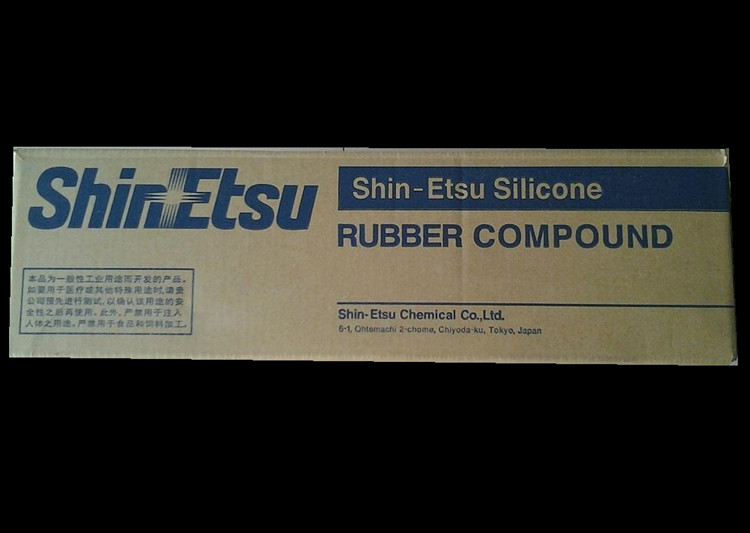 Shin-Etsu
Shin-Etsu Silicone
RUBBER COMPOUND
本品为一般性工业用途而开发的产品。
如要用于医疗或其他特殊用途时,请贵
公司预先进行测试,以确认该用途的安
全性之后再使用。此外,严禁用于注入
人体之用途。严禁用于食品和饲料加工。
Shin-Etsu Chemical Co.,Ltd.
6-1, Ohtemachi 2-chome, Chiyoda-ku, Tokyo, Japan